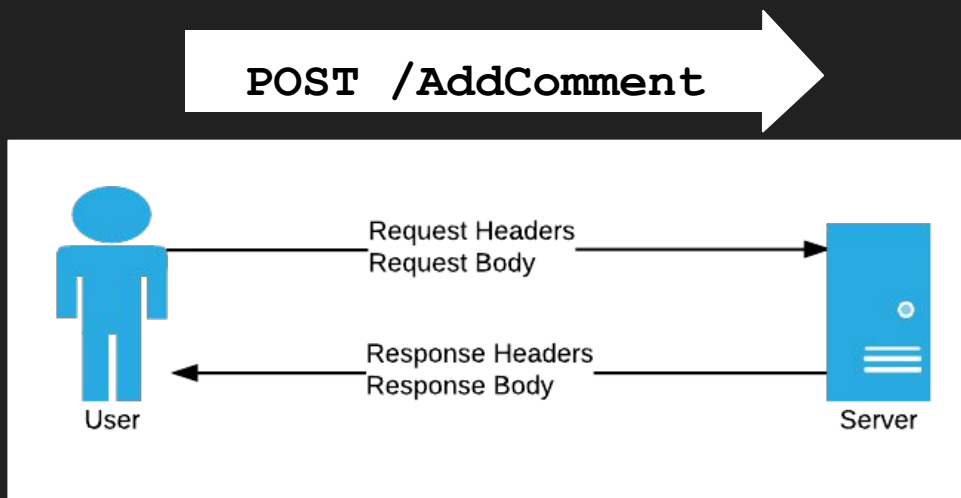 POST /AddComment
Request Headers
Request Body
Response Headers
Response Body
User
Server